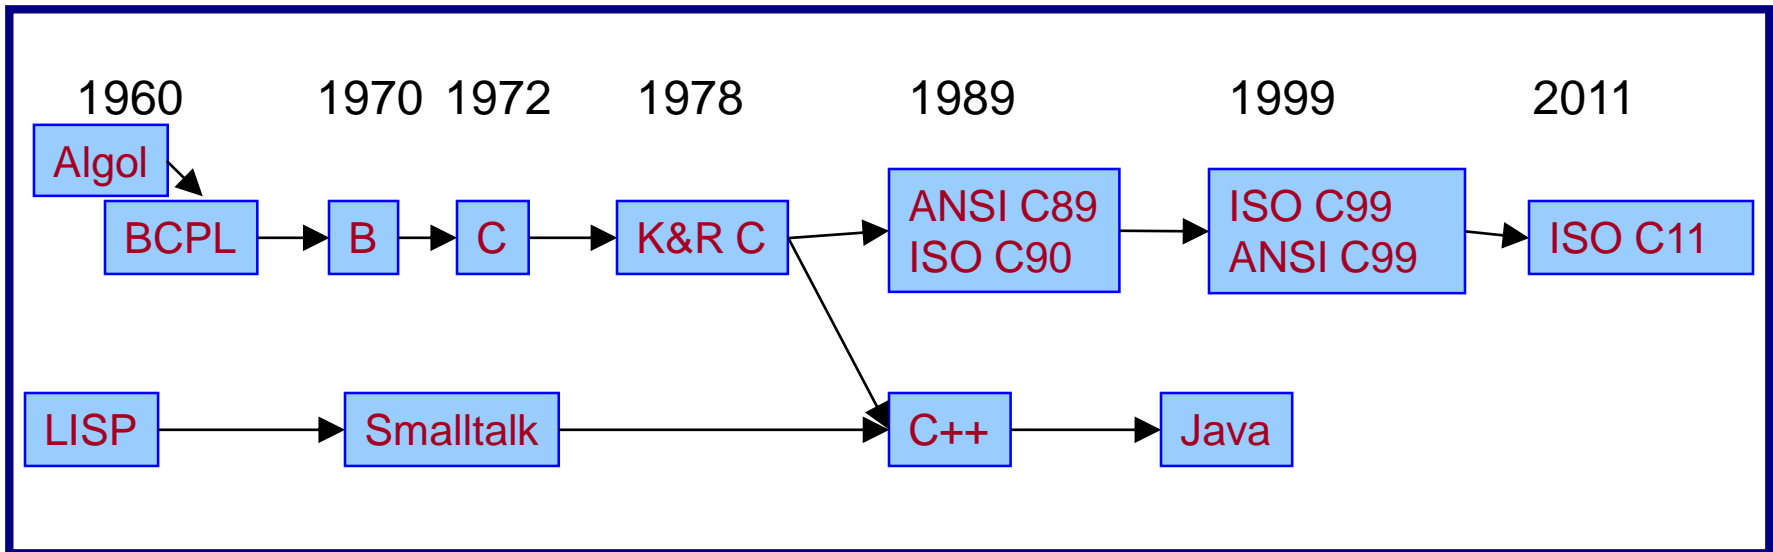 1960 1970 1972 1978 1989 1999 2011
Algol
BCPL B C K&R C ANSI C89 ISO C99 ISO C11
ISO C90 ANSI C99
LISP Smalltalk C++ Java